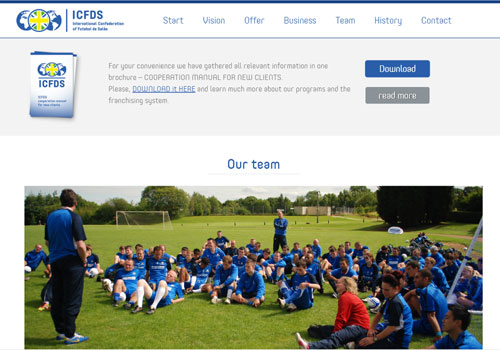 ICFDS
International Confederation
of Futebol de Salão
Start Vision Offer Business Team History Contact
ICFDS
ICFDS
cooperation manual
for new clients
For your convenience we have gathered all relevant information in one
brochure – COOPERATION MANUAL FOR NEW CLIENTS.
Please, DOWNLOAD it HERE and learn much more about our programs and the
franchising system.
Download
read more
Our team